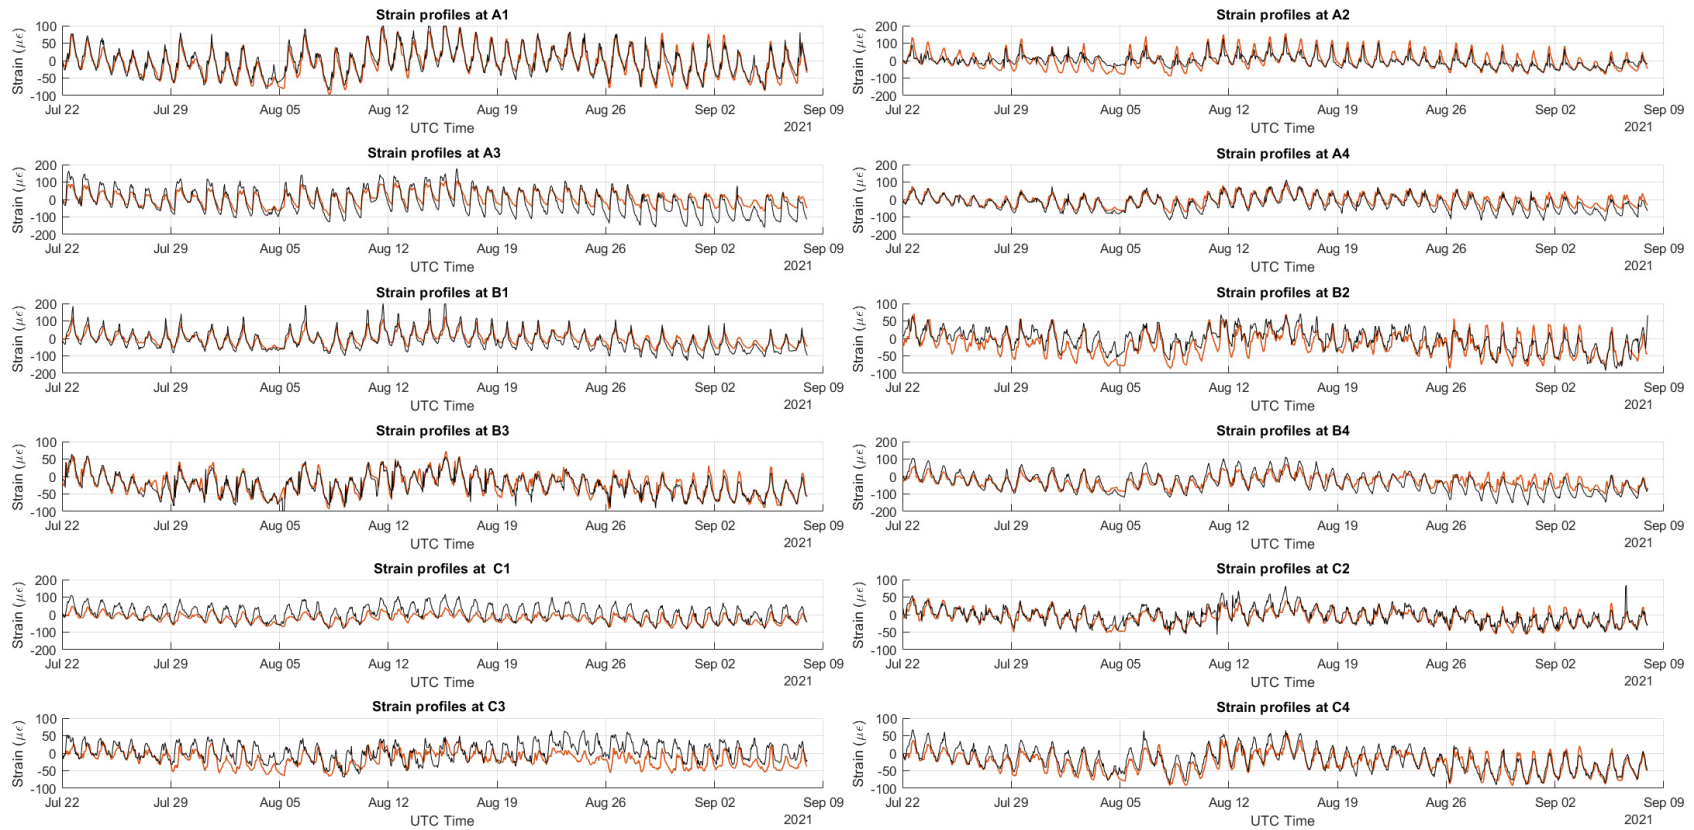 Strain profiles at A1
Strain (με)
100
50
0
-50
-100
Jul 22 Jul 29 Aug 05 Aug 12 Aug 19 Aug 26 Sep 02 Sep 09
UTC Time
2021
Strain profiles at A2
Strain (με)
200
100
0
-100
-200
Jul 22 Jul 29 Aug 05 Aug 12 Aug 19 Aug 26 Sep 02 Sep 09
UTC Time
2021
Strain profiles at A3
Strain (με)
200
100
0
-100
-200
Jul 22 Jul 29 Aug 05 Aug 12 Aug 19 Aug 26 Sep 02 Sep 09
UTC Time
2021
Strain profiles at A4
Strain (με)
200
100
0
-100
-200
Jul 22 Jul 29 Aug 05 Aug 12 Aug 19 Aug 26 Sep 02 Sep 09
UTC Time
2021
Strain profiles at B1
Strain (με)
200
100
0
-100
-200
Jul 22 Jul 29 Aug 05 Aug 12 Aug 19 Aug 26 Sep 02 Sep 09
UTC Time
2021
Strain profiles at B2
Strain (με)
100
50
0
-50
-100
Jul 22 Jul 29 Aug 05 Aug 12 Aug 19 Aug 26 Sep 02 Sep 09
UTC Time
2021
Strain profiles at B3
Strain (με)
100
50
0
-50
-100
Jul 22 Jul 29 Aug 05 Aug 12 Aug 19 Aug 26 Sep 02 Sep 09
UTC Time
2021
Strain profiles at B4
Strain (με)
200
100
0
-100
-200
Jul 22 Jul 29 Aug 05 Aug 12 Aug 19 Aug 26 Sep 02 Sep 09
UTC Time
2021
Strain profiles at C1
Strain (με)
200
100
0
-100
-200
Jul 22 Jul 29 Aug 05 Aug 12 Aug 19 Aug 26 Sep 02 Sep 09
UTC Time
2021
Strain profiles at C2
Strain (με)
100
50
0
-50
-100
Jul 22 Jul 29 Aug 05 Aug 12 Aug 19 Aug 26 Sep 02 Sep 09
UTC Time
2021
Strain profiles at C3
Strain (με)
100
50
0
-50
-100
Jul 22 Jul 29 Aug 05 Aug 12 Aug 19 Aug 26 Sep 02 Sep 09
UTC Time
2021
Strain profiles at C4
Strain (με)
100
50
0
-50
-100
Jul 22 Jul 29 Aug 05 Aug 12 Aug 19 Aug 26 Sep 02 Sep 09
UTC Time
2021